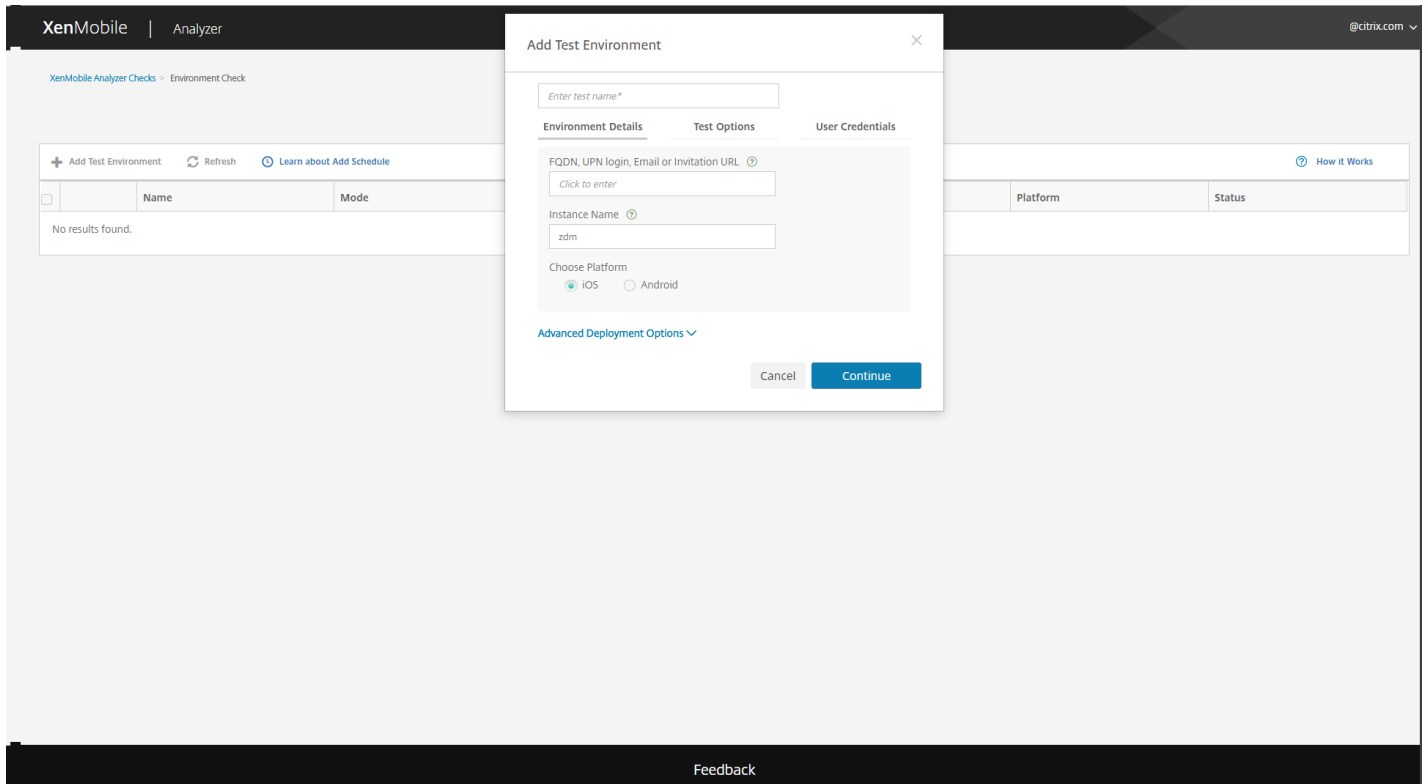 XenMobile | Analyzer
@citrix.com
XenMobile Analyzer Checks > Environment Check
Add Test Environment Refresh Learn about Add Schedule
How it Works
Name Mode Platform Status
No results found.
Add Test Environment
Enter test name*
Environment Details Test Options User Credentials
FQDN, UPN login, Email or Invitation URL ?
Click to enter
Instance Name ?
zdm
Choose Platform
iOS Android
Advanced Deployment Options
Cancel Continue
Feedback